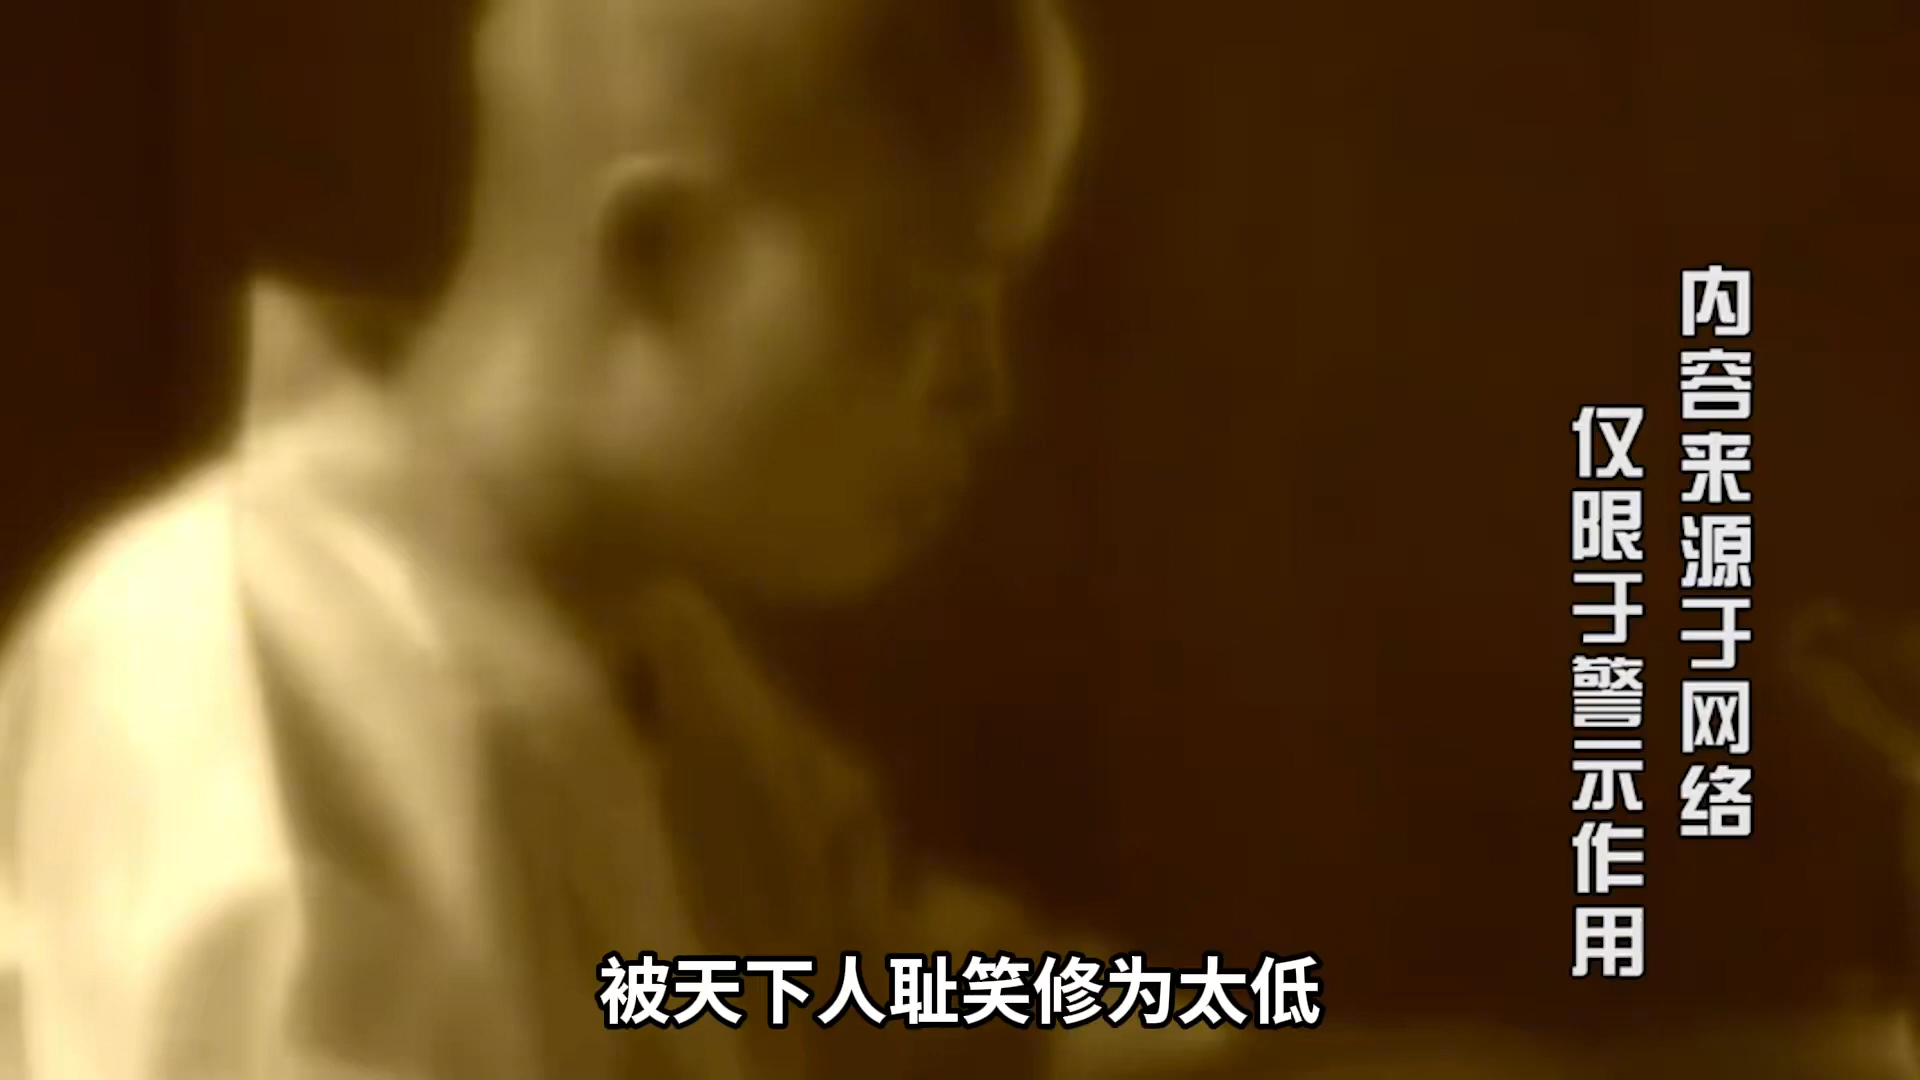 内容来源于网络
仅限于警示作用
被天下人耻笑修为太低